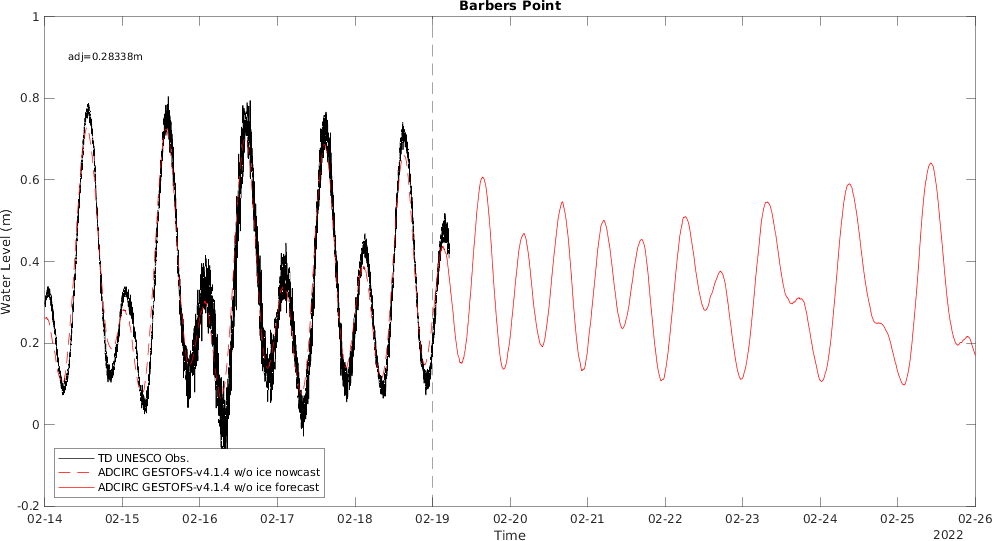 Barbers Point
adj=0.28338m
Water Level (m)
1
0.8
0.6
0.4
0.2
0
-0.2
TD UNESCO Obs.
ADCIRC GESTOFS-v4.1.4 w/o ice nowcast
ADCIRC GESTOFS-v4.1.4 w/o ice forecast
02-14 02-15 02-16 02-17 02-18 02-19 02-20 02-21 02-22 02-23 02-24 02-25 02-26
Time
2022